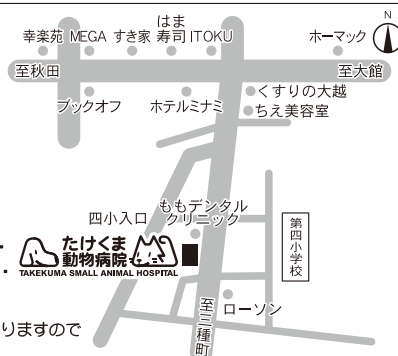 N
幸楽苑 MEGA すき家 はま寿司 ITOKU ホーマック
至秋田 至大館
ブックオフ ホテルミナミ くすりの大越
ちえ美容室
四小入口 ももデンタル
クリニック
第四小学校
たけくま
動物病院
TAKEKUMA SMALL ANIMAL HOSPITAL
ローソン
至三種町
りますので